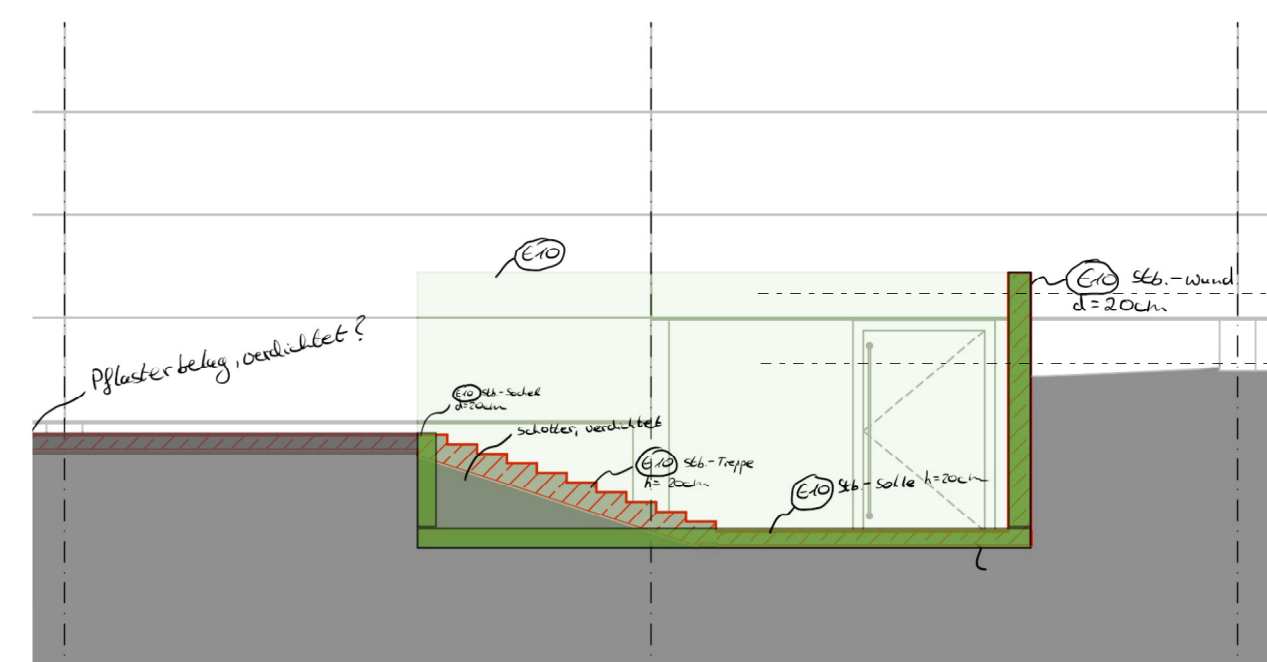 E10
E10 Stb.-Wand
d=20cm
Pflasterbelag, verdichtet?
E10 Stb-Sockel
d=20cm
schotter, verdichtet
E10 Stb.-Treppe
h= 20cm
E10 Stb.-Solle h=20cm